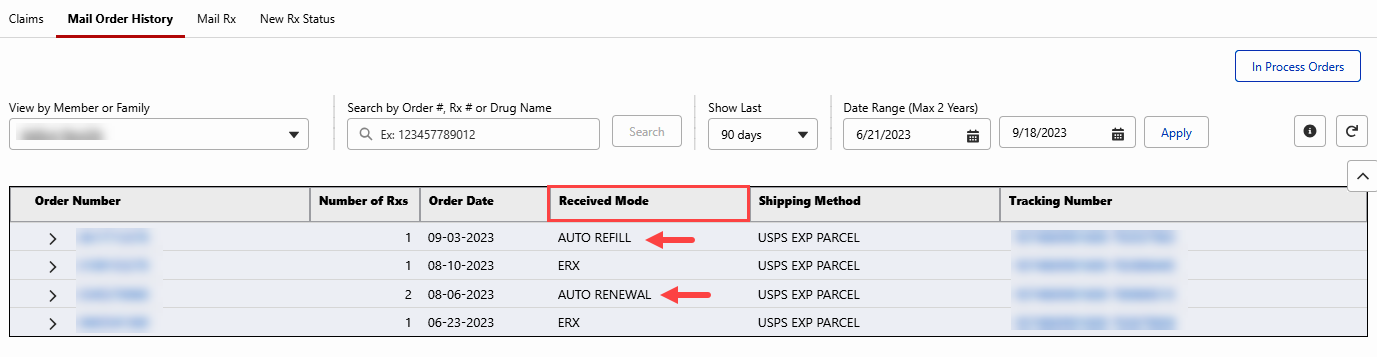 Claims Mail Order History Mail Rx New Rx Status
In Process Orders
View by Member or Family Search by Order #, Rx # or Drug Name Show Last Date Range (Max 2 Years)
Ex: 123457789012 Search 90 days 6/21/2023 9/18/2023 Apply
Order Number Number of Rxs Order Date Received Mode Shipping Method Tracking Number
1 09-03-2023 AUTO REFILL USPS EXP PARCEL
1 08-10-2023 ERX USPS EXP PARCEL
2 08-06-2023 AUTO RENEWAL USPS EXP PARCEL
1 06-23-2023 ERX USPS EXP PARCEL